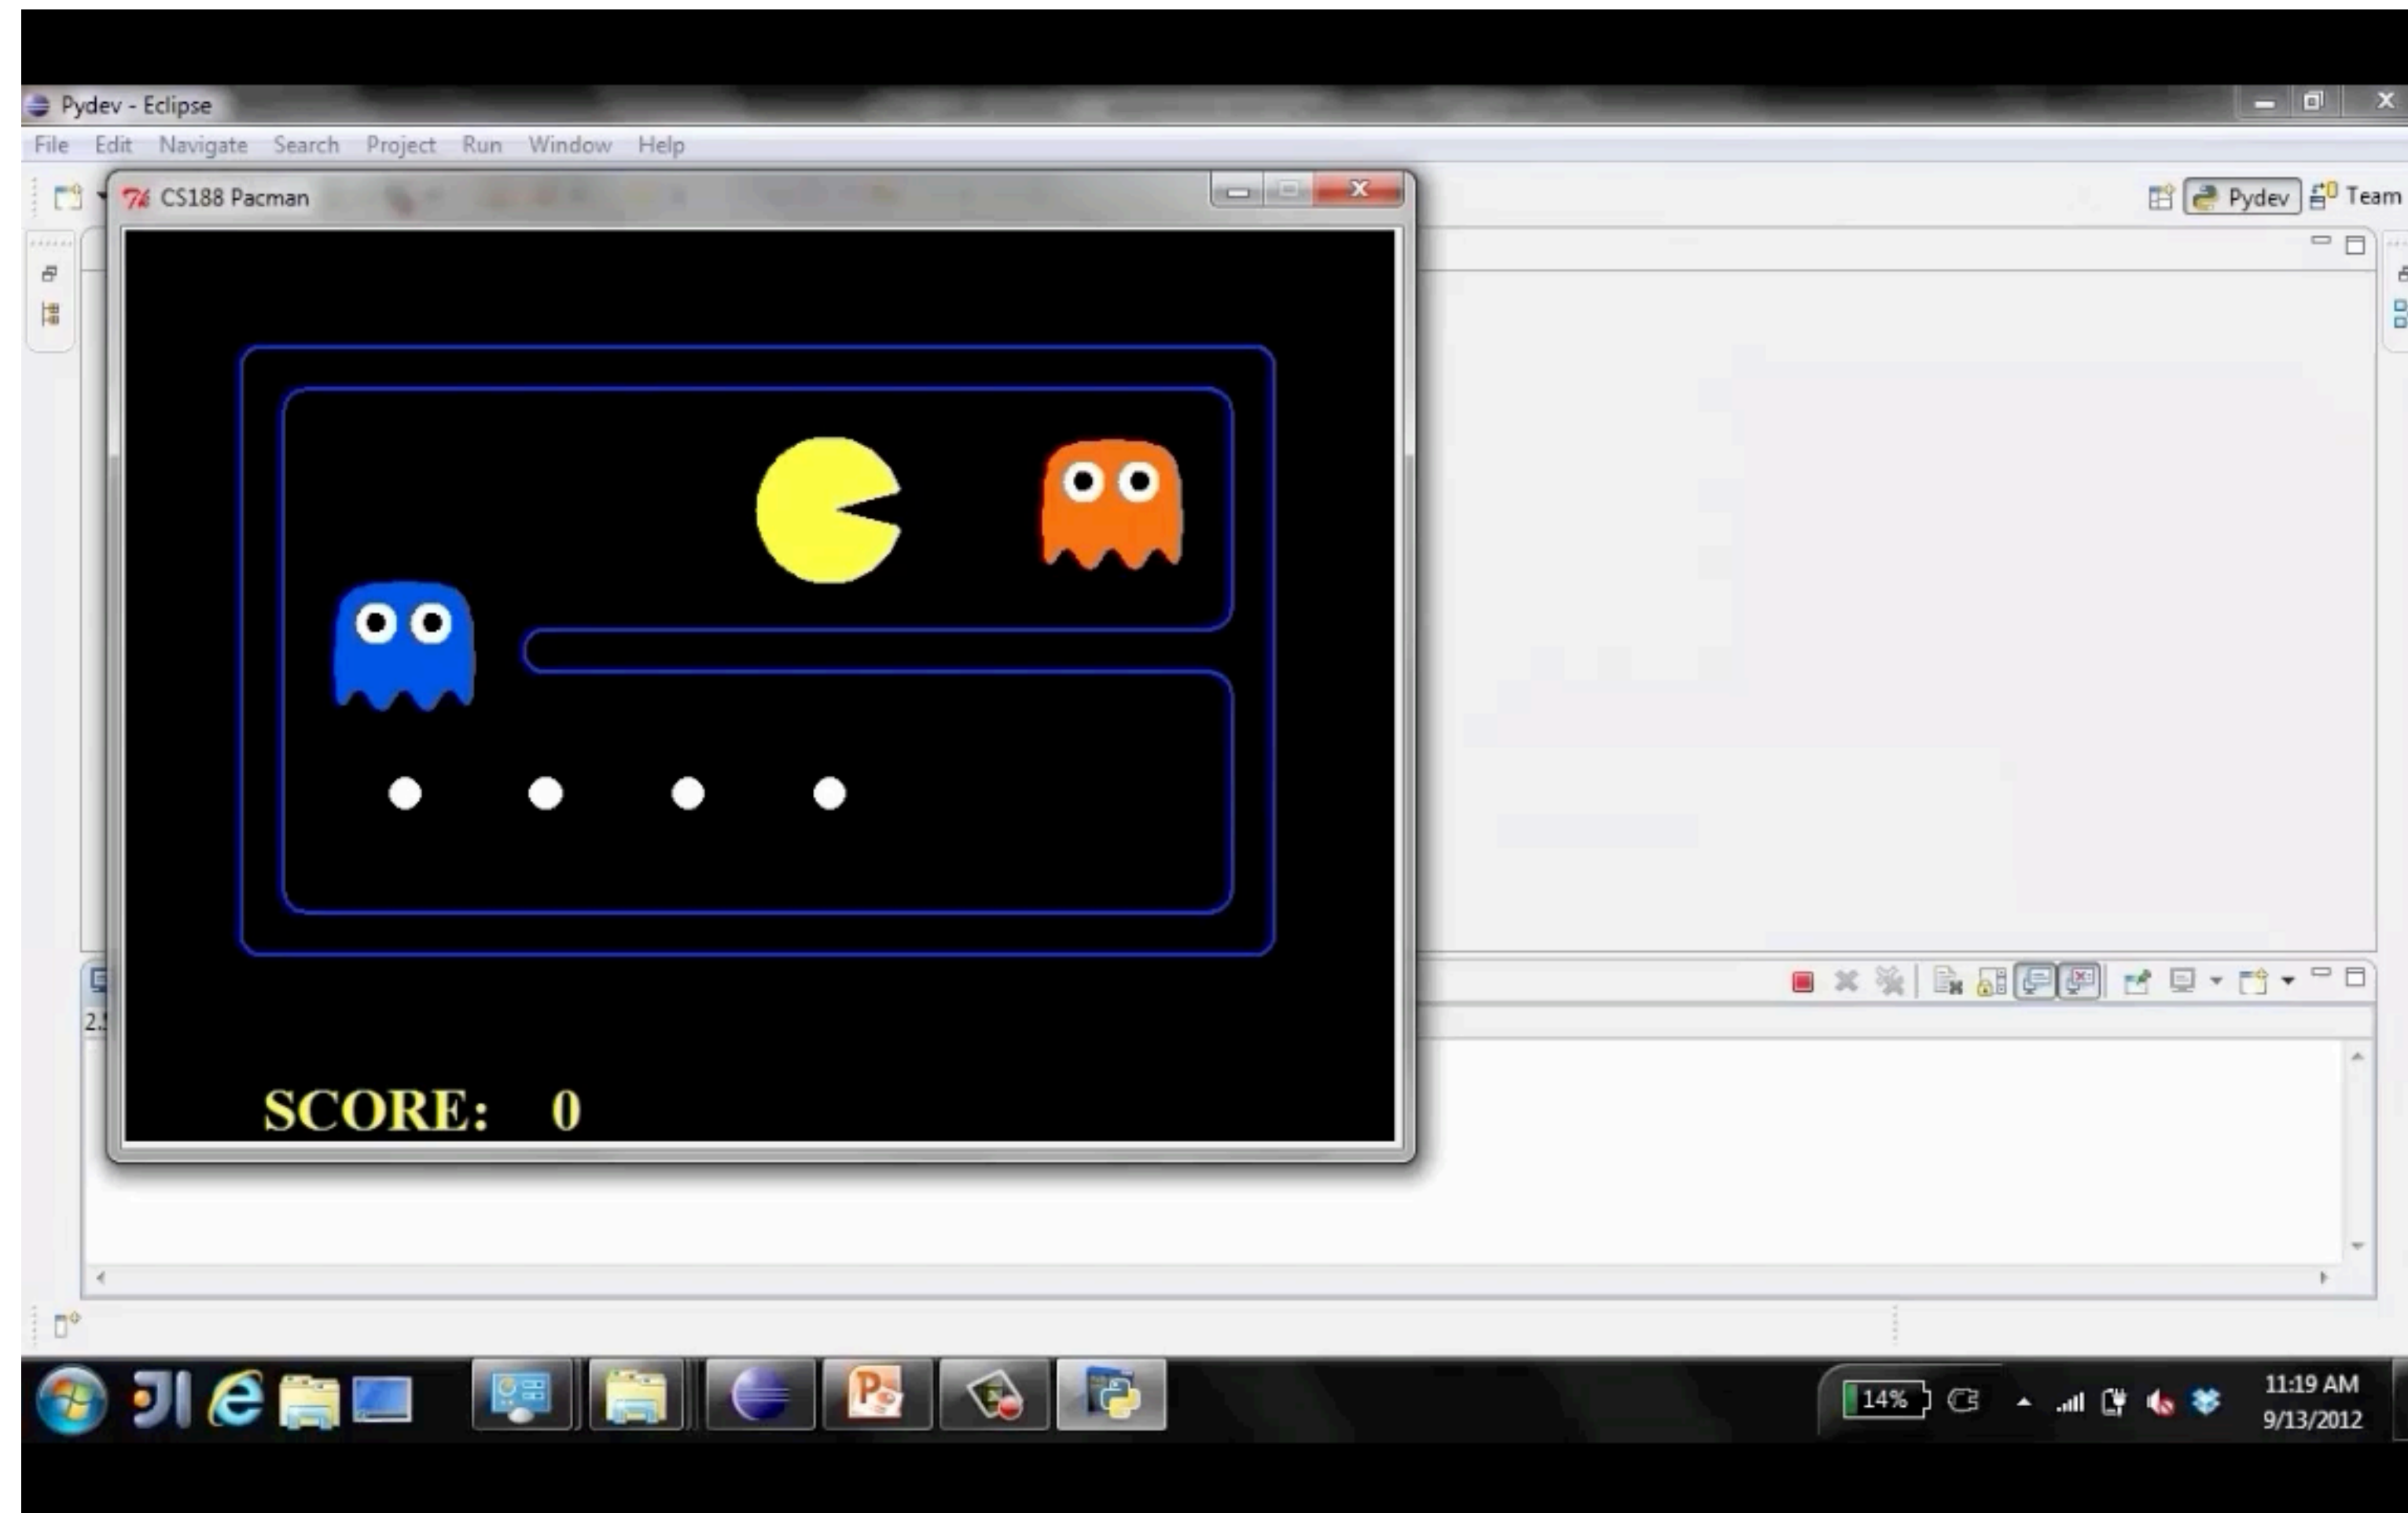 Pydev - Eclipse
File Edit Navigate Search Project Run Window Help
CS188 Pacman
Pydev Team
SCORE: 0
14%
11:19 AM
9/13/2012